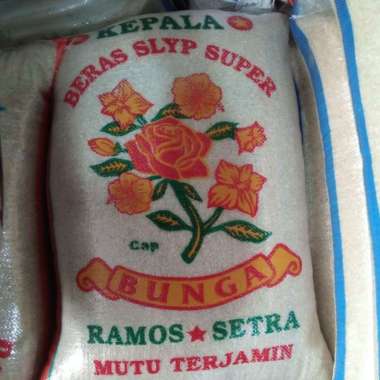 KEPALA
BERAS SLYP SUPER
Cap
BUNGA
RAMOS ★ SETRA
MUTU TERJAMIN